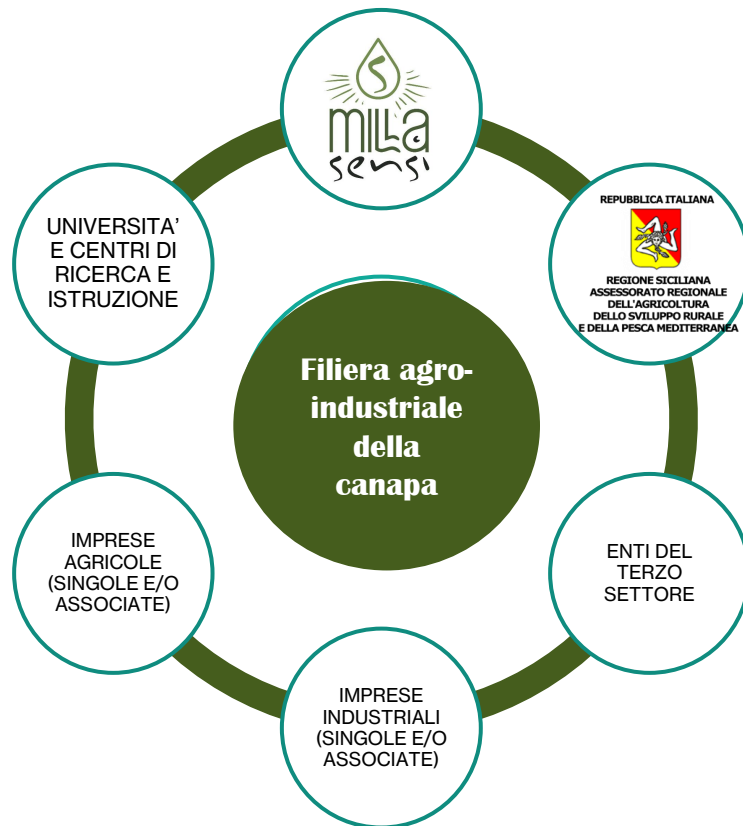 S
millà
sensi
REPUBBLICA ITALIANA
REGIONE SICILIANA
ASSESSORATO REGIONALE
DELL'AGRICOLTURA
DELLO SVILUPPO RURALE
E DELLA PESCA MEDITERRANEA
UNIVERSITA'
E CENTRI DI
RICERCA E
ISTRUZIONE
Filiera agro-
industriale
della
canapa
IMPRESE
AGRICOLE
(SINGOLE E/O
ASSOCIATE)
ENTI DEL
TERZO
SETTORE
IMPRESE
INDUSTRIALI
(SINGOLE E/O
ASSOCIATE)